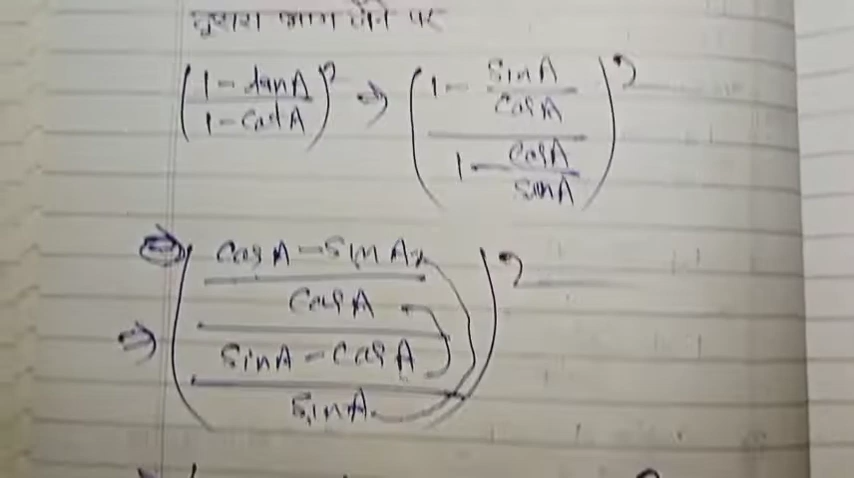 दूसरा भाग लेने पर
(1 - tanA / 1 - cotA)² ⇒ (1 - sinA/cosA / 1 - cosA/sinA)²
⇒ (cosA - sinA / cosA
⇒ sinA - cosA / sinA)²